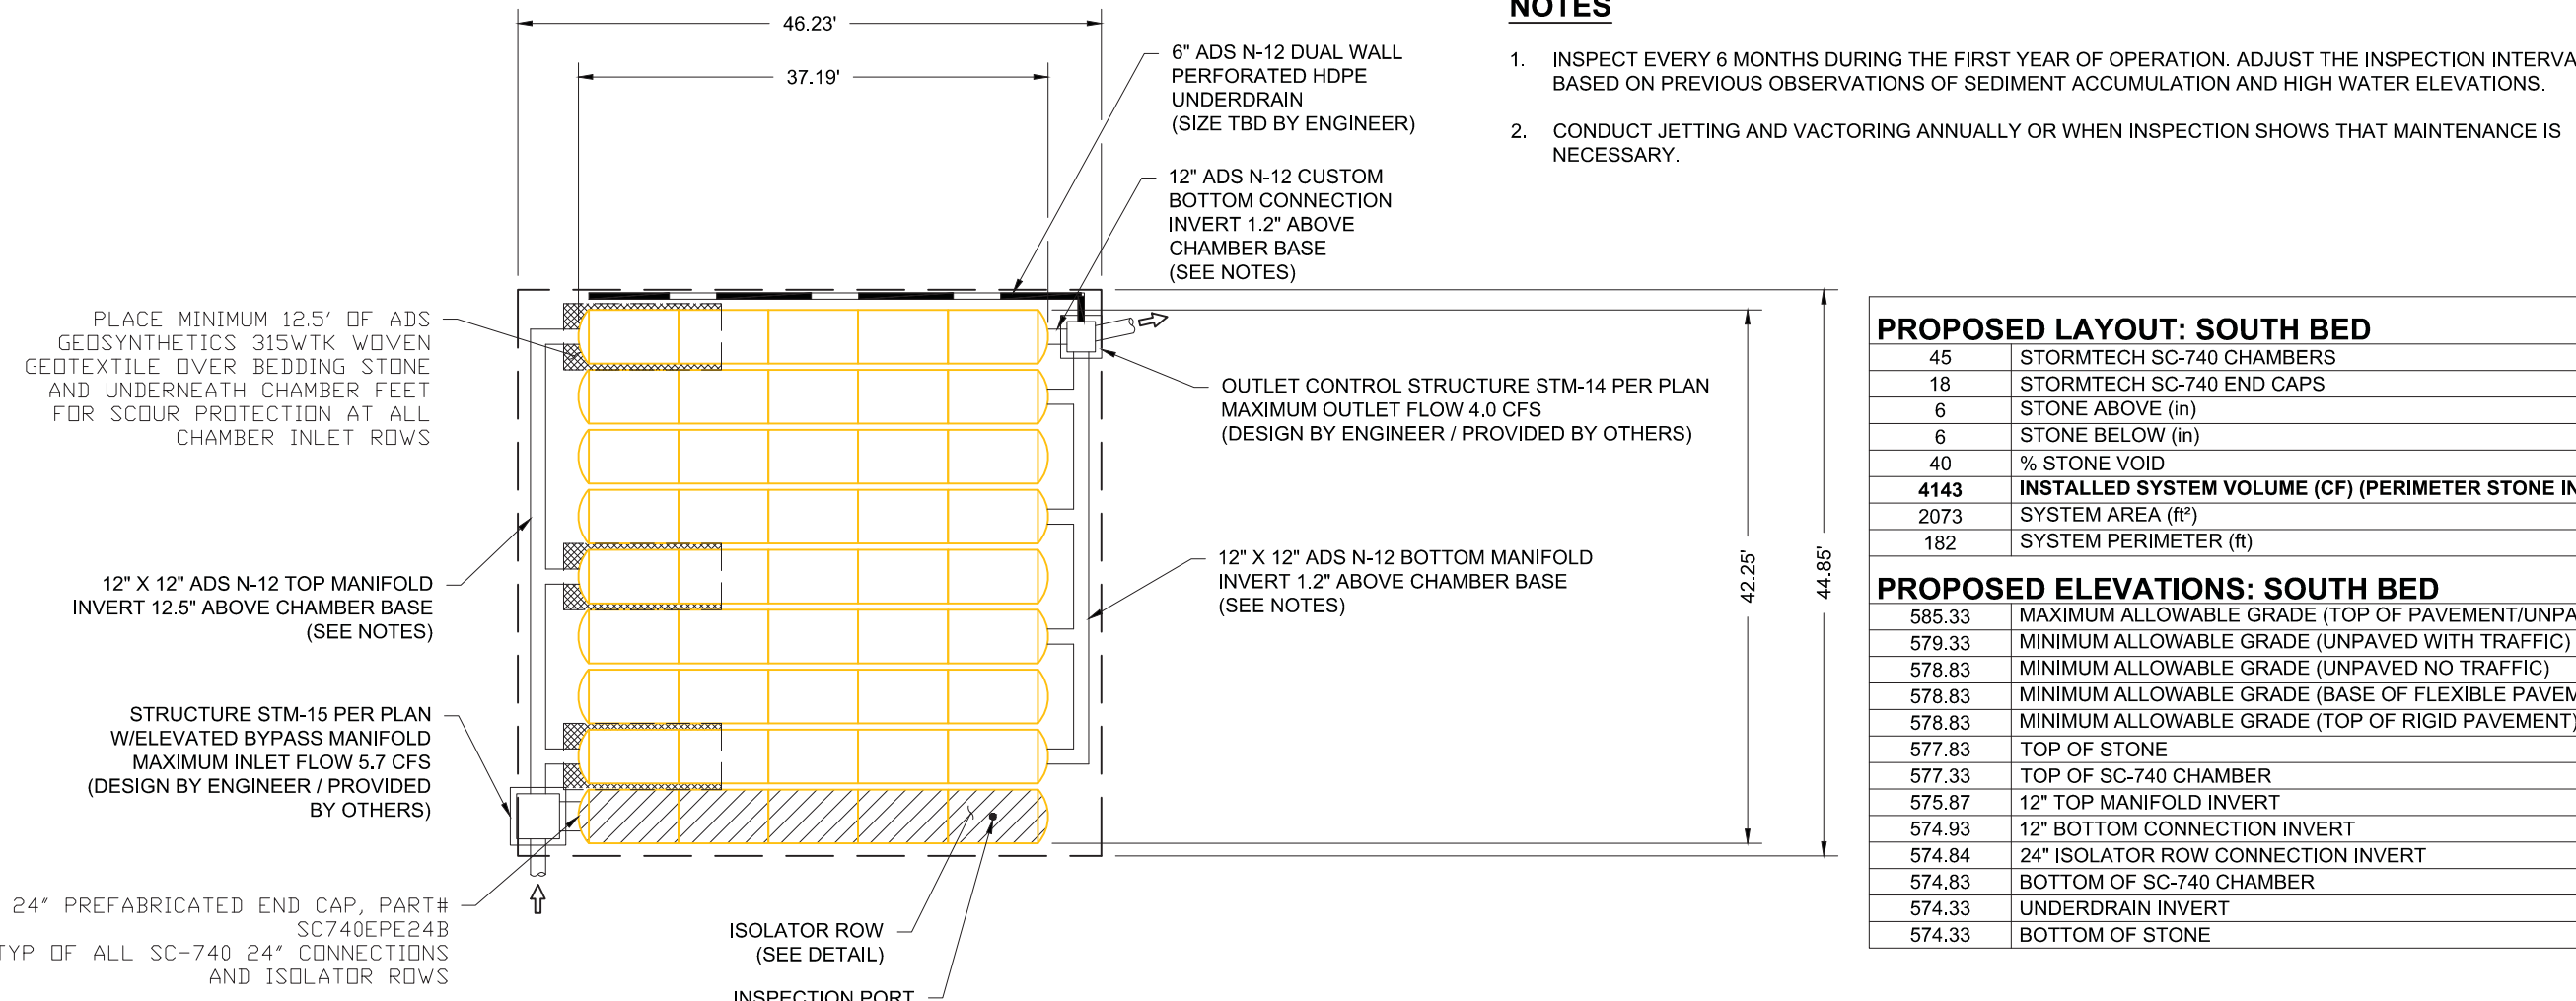 46.23'
37.19'
6" ADS N-12 DUAL WALL
PERFORATED HDPE
UNDERDRAIN
(SIZE TBD BY ENGINEER)
12" ADS N-12 CUSTOM
BOTTOM CONNECTION
INVERT 1.2" ABOVE
CHAMBER BASE
(SEE NOTES)
NOTES
1. INSPECT EVERY 6 MONTHS DURING THE FIRST YEAR OF OPERATION. ADJUST THE INSPECTION INTERVA
BASED ON PREVIOUS OBSERVATIONS OF SEDIMENT ACCUMULATION AND HIGH WATER ELEVATIONS.
2. CONDUCT JETTING AND VACTORING ANNUALLY OR WHEN INSPECTION SHOWS THAT MAINTENANCE IS
NECESSARY.
PLACE MINIMUM 12.5' OF ADS
GEOSYNTHETICS 315WTK WOVEN
GEOTEXTILE OVER BEDDING STONE
AND UNDERNEATH CHAMBER FEET
FOR SCOUR PROTECTION AT ALL
CHAMBER INLET ROWS
12" X 12" ADS N-12 TOP MANIFOLD
INVERT 12.5" ABOVE CHAMBER BASE
(SEE NOTES)
STRUCTURE STM-15 PER PLAN
W/ELEVATED BYPASS MANIFOLD
MAXIMUM INLET FLOW 5.7 CFS
(DESIGN BY ENGINEER / PROVIDED
BY OTHERS)
24" PREFABRICATED END CAP, PART#
SC740EPE24B
TYP OF ALL SC-740 24" CONNECTIONS
AND ISOLATOR ROWS
ISOLATOR ROW
(SEE DETAIL)
INSPECTION PORT
OUTLET CONTROL STRUCTURE STM-14 PER PLAN
MAXIMUM OUTLET FLOW 4.0 CFS
(DESIGN BY ENGINEER / PROVIDED BY OTHERS)
12" X 12" ADS N-12 BOTTOM MANIFOLD
INVERT 1.2" ABOVE CHAMBER BASE
(SEE NOTES)
42.25'
44.85'
PROPOSED LAYOUT: SOUTH BED
45 STORMTECH SC-740 CHAMBERS
18 STORMTECH SC-740 END CAPS
6 STONE ABOVE (in)
6 STONE BELOW (in)
40 % STONE VOID
4143 INSTALLED SYSTEM VOLUME (CF) (PERIMETER STONE IN
2073 SYSTEM AREA (ft²)
182 SYSTEM PERIMETER (ft)
PROPOSED ELEVATIONS: SOUTH BED
585.33 MAXIMUM ALLOWABLE GRADE (TOP OF PAVEMENT/UNPA
579.33 MINIMUM ALLOWABLE GRADE (UNPAVED WITH TRAFFIC)
578.83 MINIMUM ALLOWABLE GRADE (UNPAVED NO TRAFFIC)
578.83 MINIMUM ALLOWABLE GRADE (BASE OF FLEXIBLE PAVEM
578.83 MINIMUM ALLOWABLE GRADE (TOP OF RIGID PAVEMENT)
577.83 TOP OF STONE
577.33 TOP OF SC-740 CHAMBER
575.87 12" TOP MANIFOLD INVERT
574.93 12" BOTTOM CONNECTION INVERT
574.84 24" ISOLATOR ROW CONNECTION INVERT
574.83 BOTTOM OF SC-740 CHAMBER
574.33 UNDERDRAIN INVERT
574.33 BOTTOM OF STONE